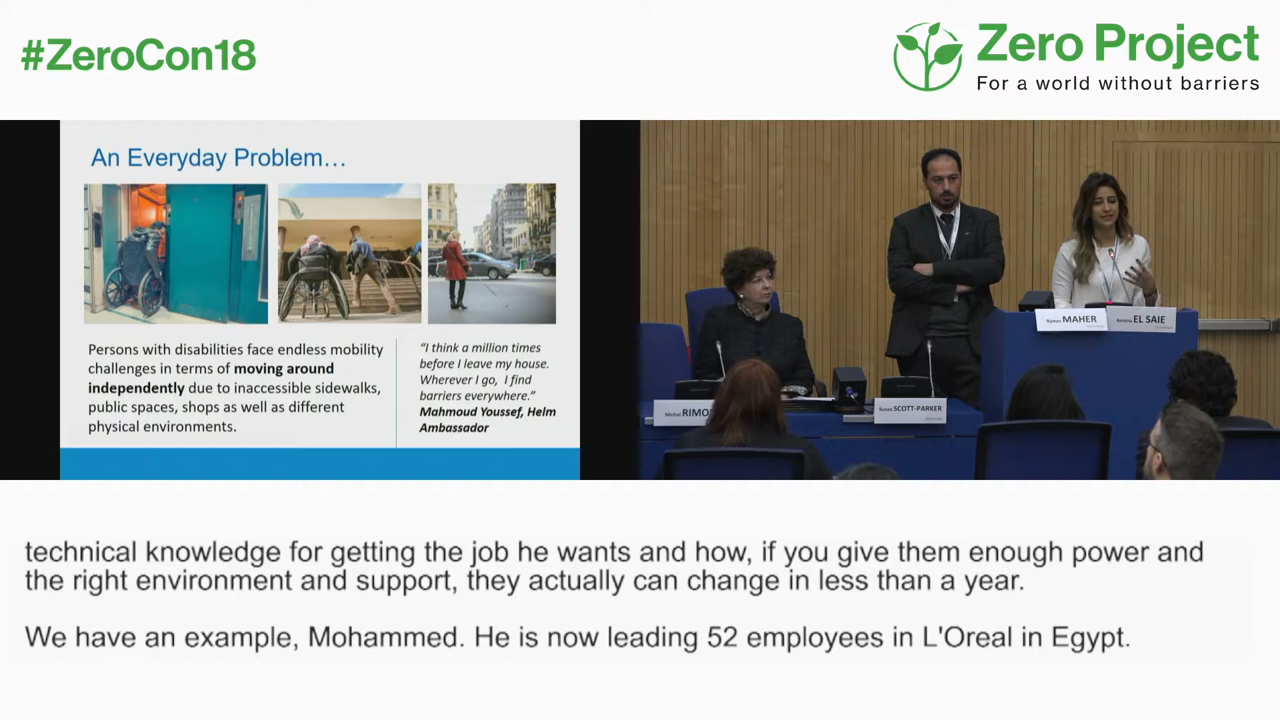 #ZeroCon18
Zero Project
For a world without barriers
An Everyday Problem…
Persons with disabilities face endless mobility
challenges in terms of moving around
independently due to inaccessible sidewalks,
public spaces, shops as well as different
physical environments.
“I think a million times
before I leave my house.
Wherever I go, I find
barriers everywhere.”
Mahmoud Youssef, Helm
Ambassador
Ramez MAHER
Amena EL SAIE
Michal RIMO
Susan SCOTT-PARKER
technical knowledge for getting the job he wants and how, if you give them enough power and
the right environment and support, they actually can change in less than a year.
We have an example, Mohammed. He is now leading 52 employees in L'Oreal in Egypt.